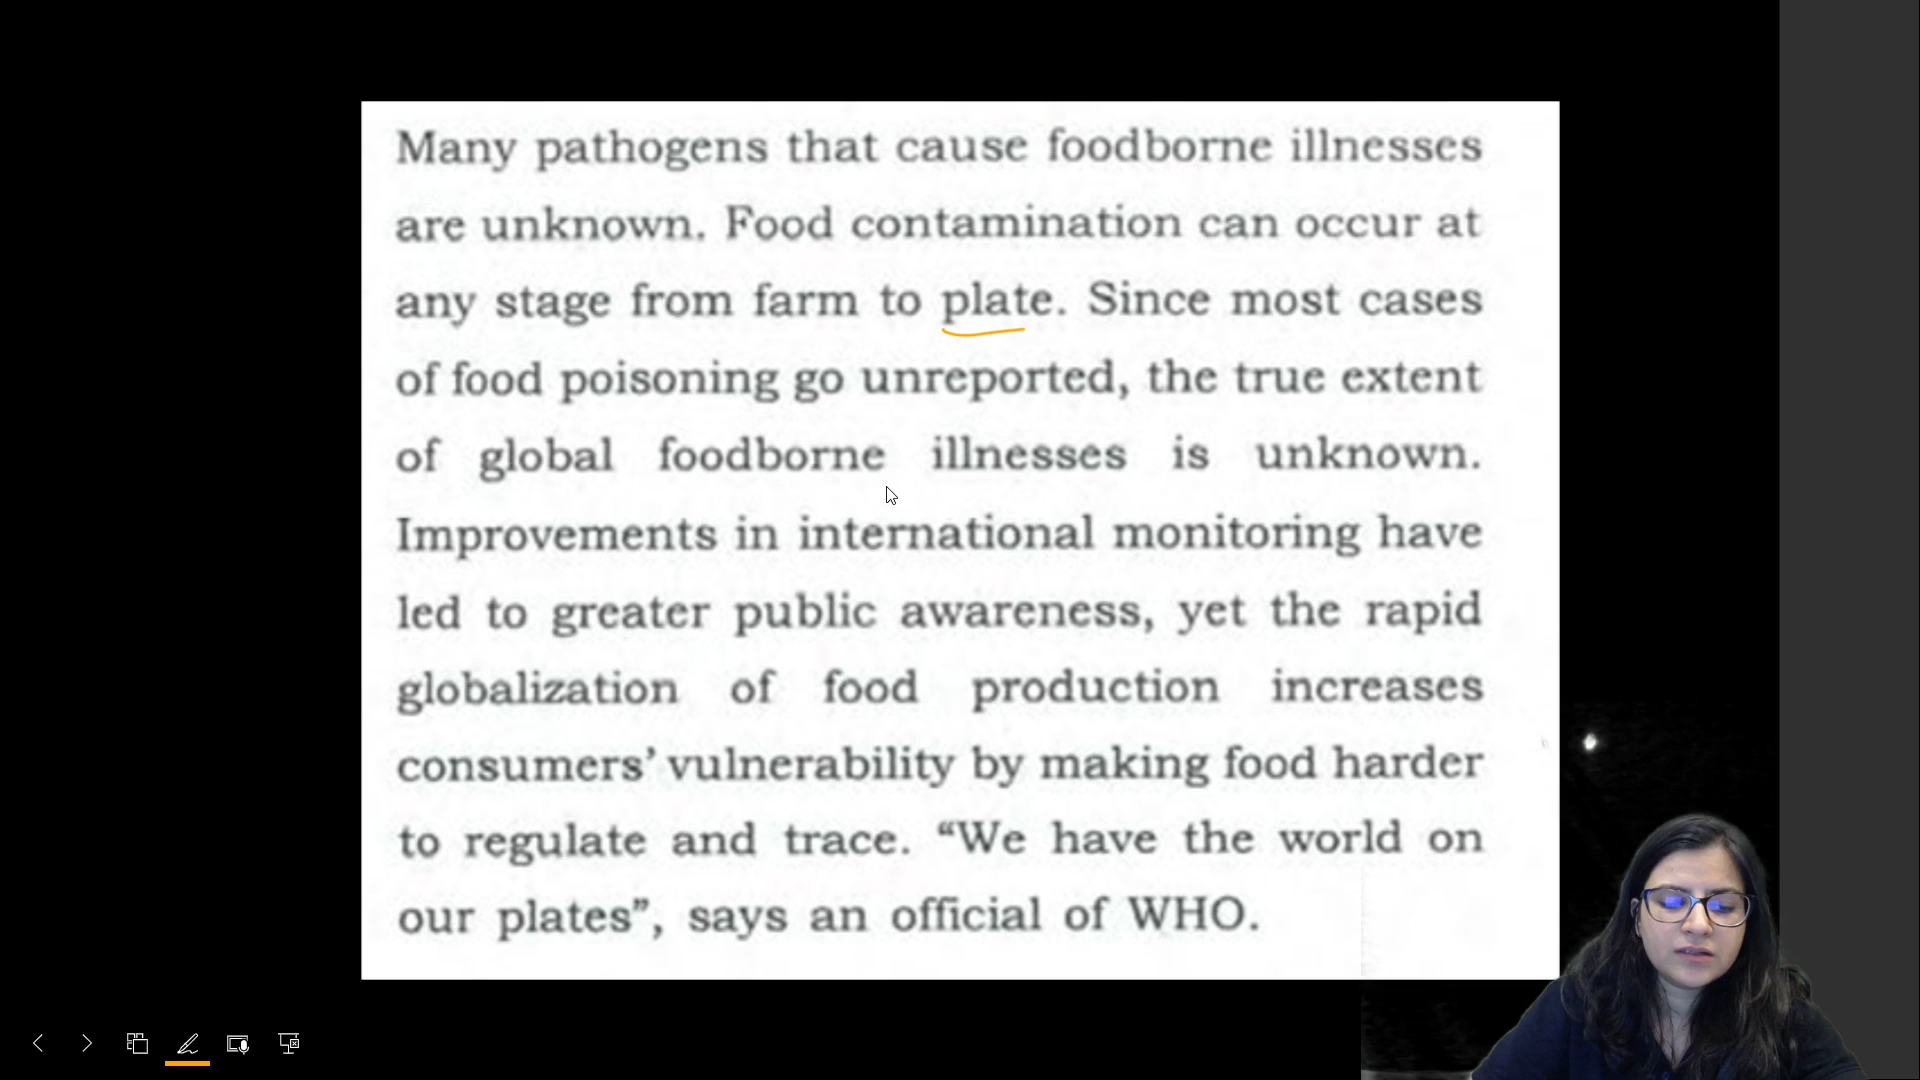 Many pathogens that cause foodborne illnesses
are unknown. Food contamination can occur at
any stage from farm to plate. Since most cases
of food poisoning go unreported, the true extent
of global foodborne illnesses is unknown.
Improvements in international monitoring have
led to greater public awareness, yet the rapid
globalization of food production increases
consumers’ vulnerability by making food harder
to regulate and trace. “We have the world on
our plates”, says an official of WHO.